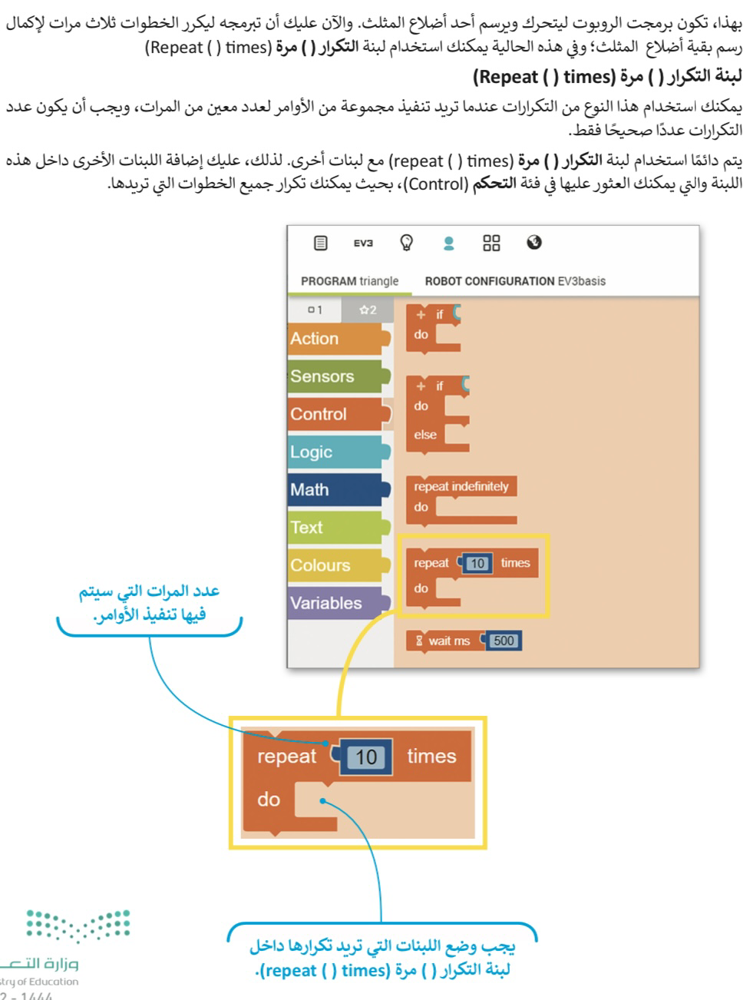 بهذا، تكون برمجت الروبوت ليتحرك ويرسم أحد أضلاع المثلث. والآن عليك أن تبرمجه ليكرر الخطوات ثلاث مرات لإكمال
رسم بقية أضلاع المثلث؛ وفي هذه الحالية يمكنك استخدام لبنة التكرار ( ) مرة (Repeat ( ) times)
لبنة التكرار ( ) مرة (Repeat ( ) times)
يمكنك استخدام هذا النوع من التكرارات عندما تريد تنفيذ مجموعة من الأوامر لعدد معين من المرات، ويجب أن يكون عدد
التكرارات عددًا صحيحًا فقط.
يتم دائمًا استخدام لبنة التكرار ( ) مرة (repeat ( ) times) مع لبنات أخرى. لذلك، عليك إضافة اللبنات الأخرى داخل هذه
اللبنة والتي يمكنك العثور عليها في فئة التحكم (Control)، بحيث يمكنك تكرار جميع الخطوات التي تريدها.
EV3
PROGRAM triangle ROBOT CONFIGURATION EV3basis
1 2
Action
Sensors
Control
Logic
Math
Text
Colours
Variables
+ if
do
+ if
do
else
repeat indefinitely
do
repeat 10 times
do
wait ms 500
عدد المرات التي سيتم
فيها تنفيذ الأوامر.
repeat 10 times
do
يجب وضع اللبنات التي تريد تكرارها داخل
لبنة التكرار ( ) مرة (repeat ( ) times).
وزارة التعـ
stry of Education
2 - 1444